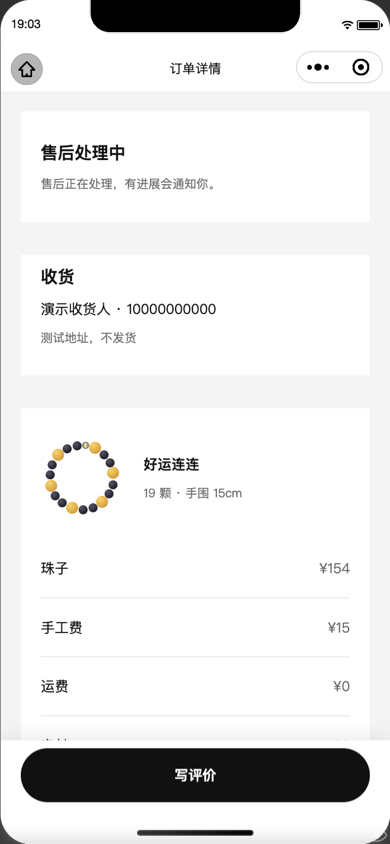 19:03
订单详情
售后处理中
售后正在处理，有进展会通知你。
收货
演示收货人 · 10000000000
测试地址，不发货
好运连连
19 颗 · 手围 15cm
珠子 ¥154
手工费 ¥15
运费 ¥0
写评价